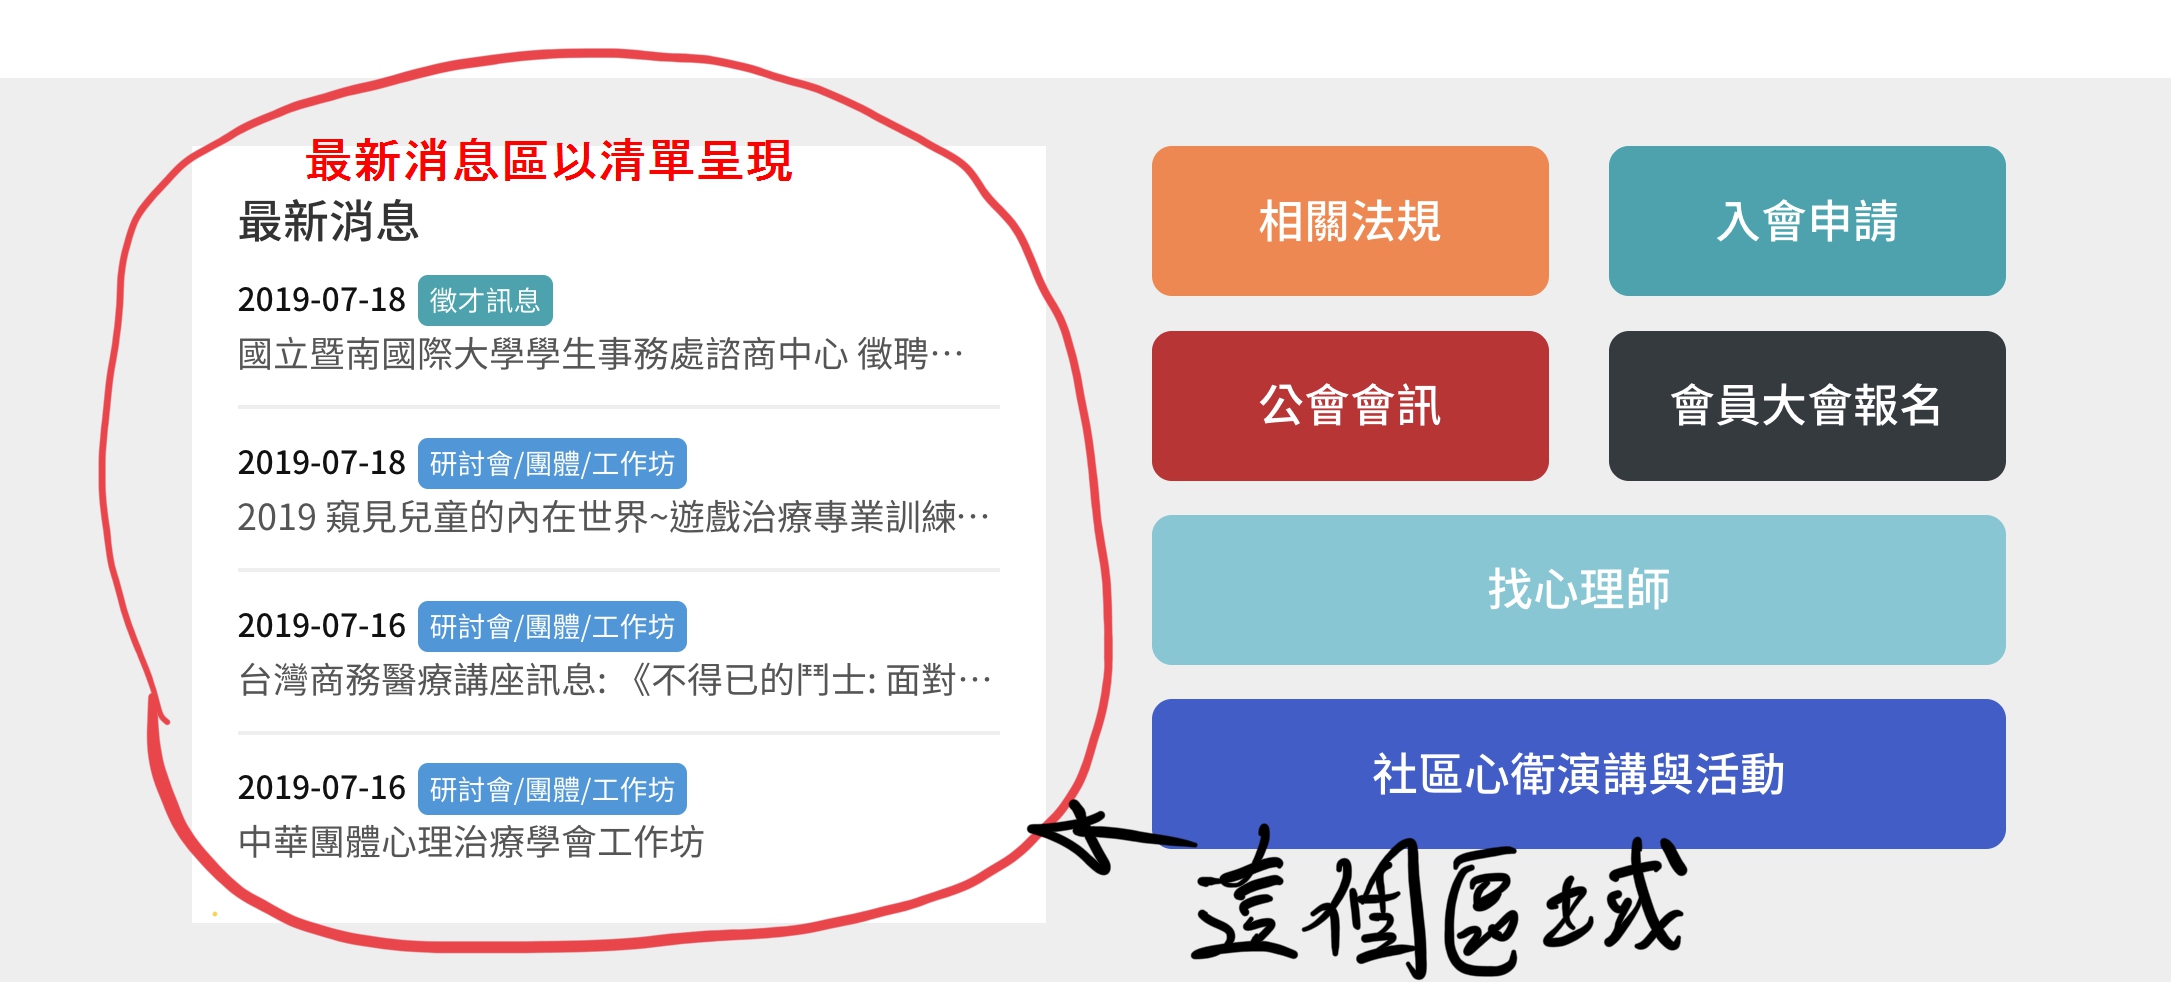 最新消息區以清單呈現
最新消息
2019-07-18 徵才訊息
國立暨南國際大學學生事務處諮商中心 徵聘⋯
2019-07-18 研討會/團體/工作坊
2019 窺見兒童的內在世界~遊戲治療專業訓練⋯
2019-07-16 研討會/團體/工作坊
台灣商務醫療講座訊息: 《不得已的鬥士: 面對⋯
2019-07-16 研討會/團體/工作坊
中華團體心理治療學會工作坊
相關法規
入會申請
公會會訊
會員大會報名
找心理師
社區心衛演講與活動
這個區域